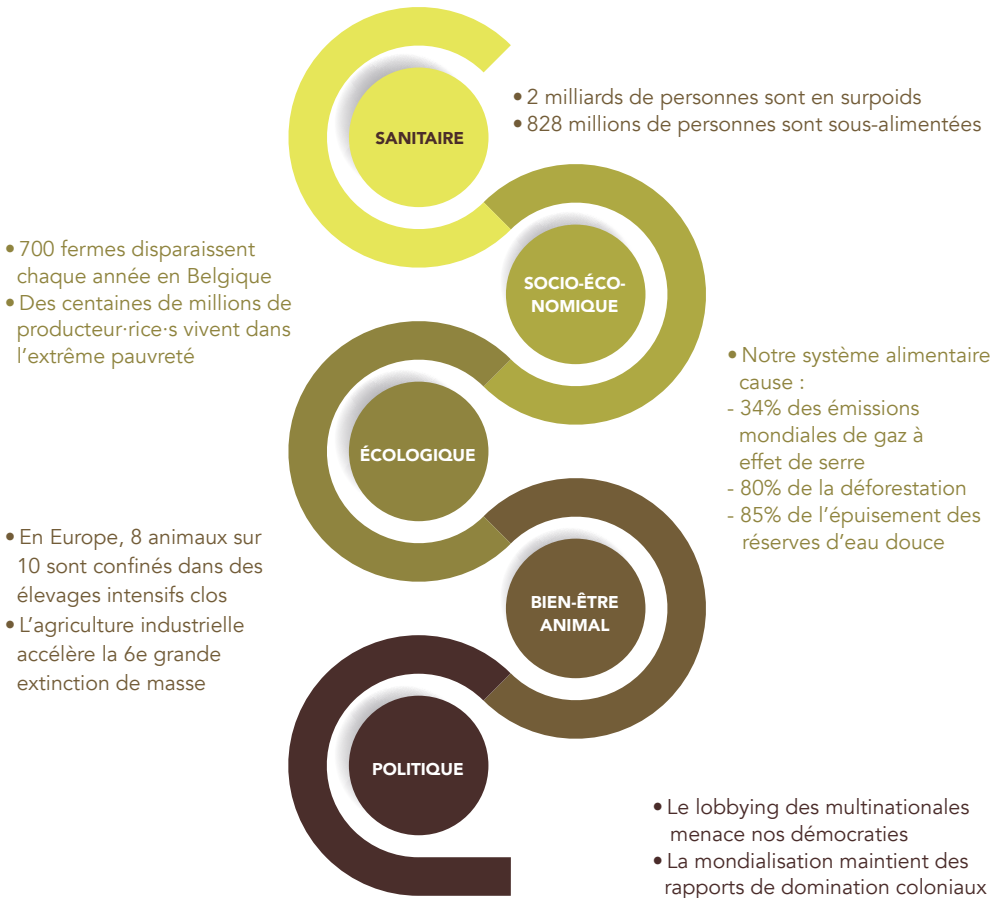 SANITAIRE
• 2 milliards de personnes sont en surpoids
• 828 millions de personnes sont sous-alimentées
SOCIO-ÉCO-
NOMIQUE
• 700 fermes disparaissent
chaque année en Belgique
• Des centaines de millions de
producteur·rice·s vivent dans
l’extrême pauvreté
ÉCOLOGIQUE
• Notre système alimentaire
cause :
- 34% des émissions
mondiales de gaz à
effet de serre
- 80% de la déforestation
- 85% de l’épuisement des
réserves d’eau douce
BIEN-ÊTRE
ANIMAL
• En Europe, 8 animaux sur
10 sont confinés dans des
élevages intensifs clos
• L’agriculture industrielle
accélère la 6e grande
extinction de masse
POLITIQUE
• Le lobbying des multinationales
menace nos démocraties
• La mondialisation maintient des
rapports de domination coloniaux